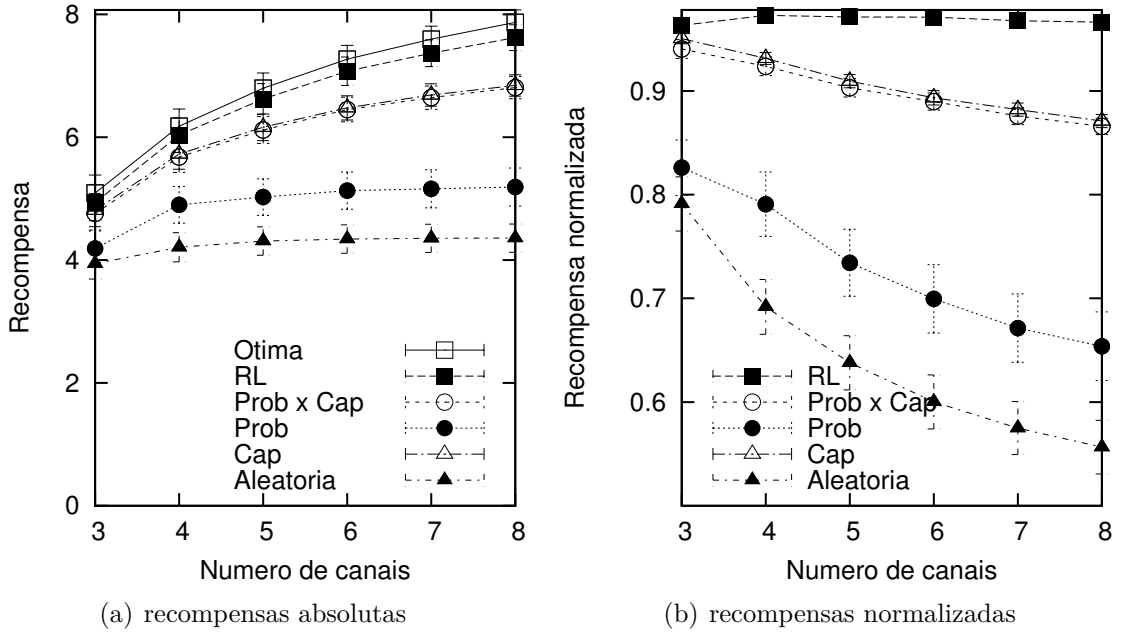 Recompensa
8
6
4
2
0
Otima
RL
Prob x Cap
Prob
Cap
Aleatoria
3 4 5 6 7 8
Numero de canais
(a) recompensas absolutas
Recompensa normalizada
0.9
0.8
0.7
0.6
RL
Prob x Cap
Prob
Cap
Aleatoria
3 4 5 6 7 8
Numero de canais
(b) recompensas normalizadas